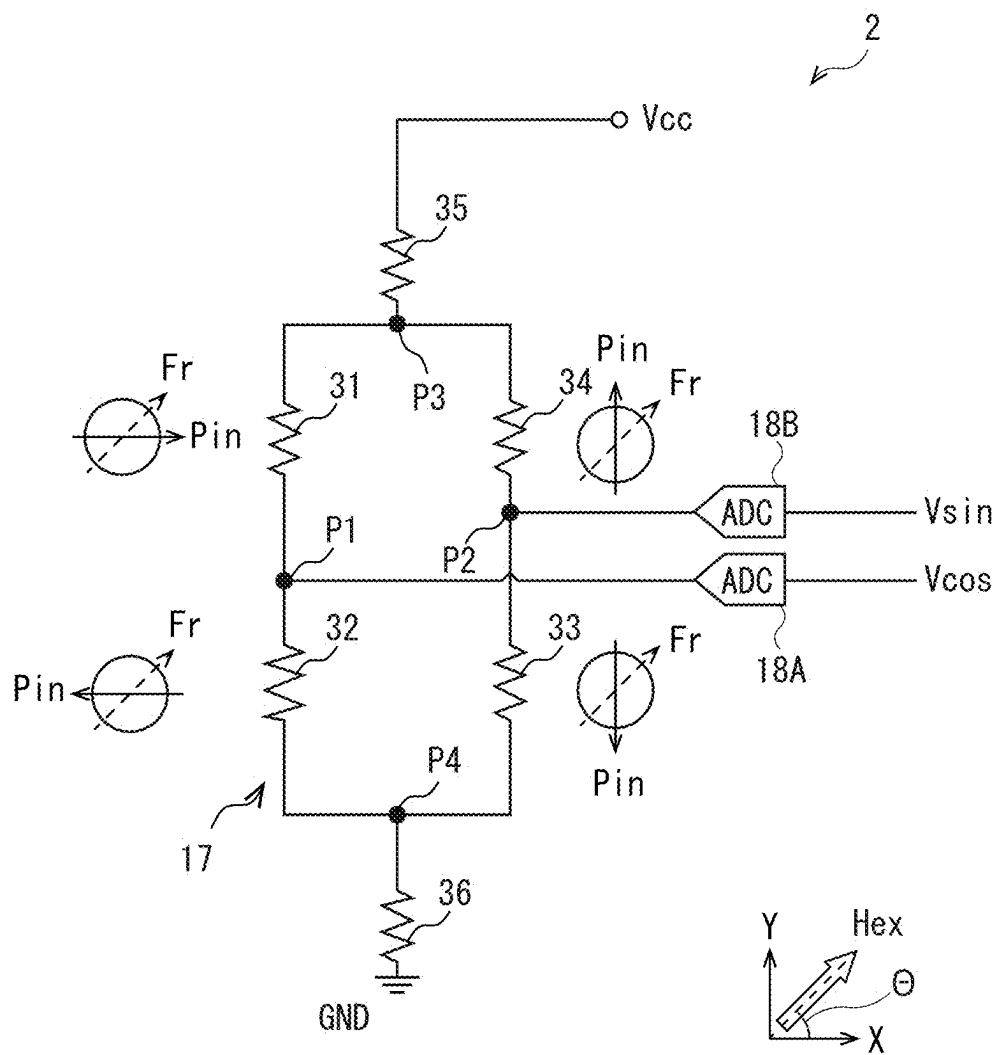 2
Vcc
35
P3
Fr
Pin
31
34
Pin
Fr
18B
ADC
Vsin
P1
P2
ADC
Vcos
18A
Fr
Pin
32
33
Fr
Pin
P4
17
36
GND
Y
Hex
Θ
X